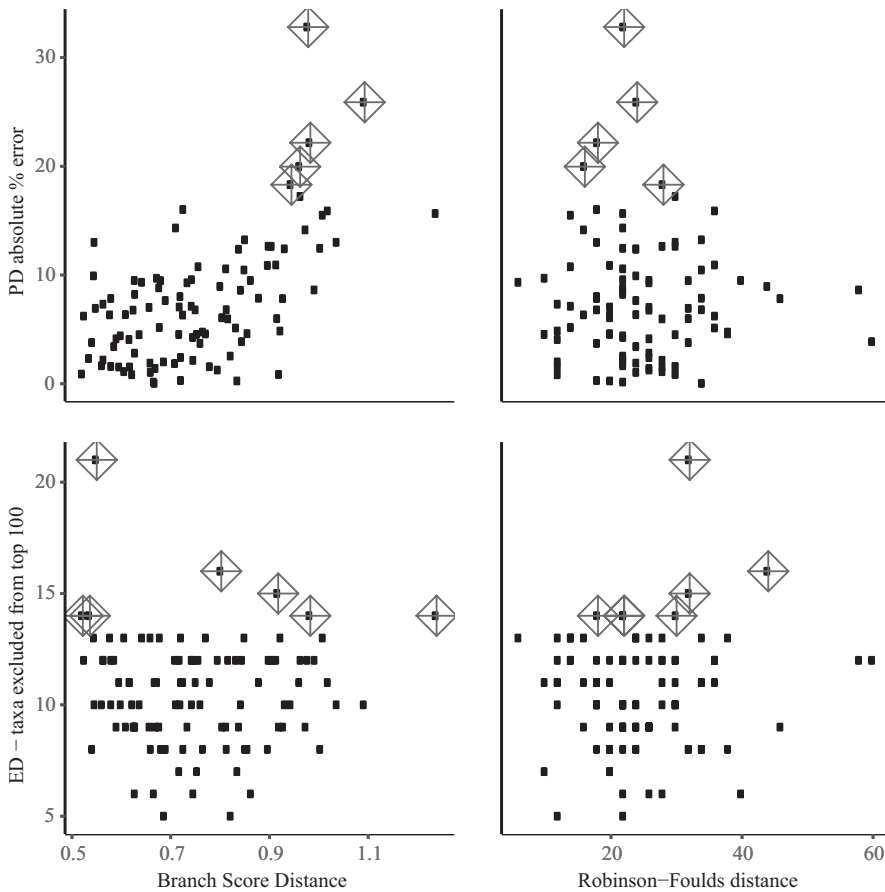 PD absolute % error
30
20
10
0
ED − taxa excluded from top 100
20
15
10
5
0.5 0.7 0.9 1.1
Branch Score Distance
20 40 60
Robinson−Foulds distance